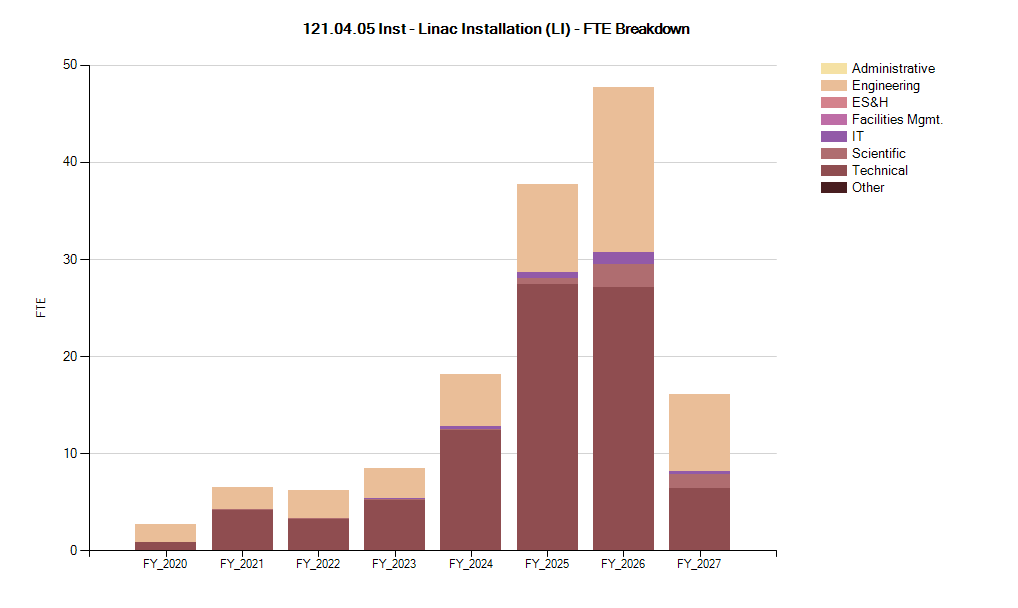 121.04.05 Inst - Linac Installation (LI) - FTE Breakdown
50
40
30
20
10
0
FTE
FY_2020
FY_2021
FY_2022
FY_2023
FY_2024
FY_2025
FY_2026
FY_2027
Administrative
Engineering
ES&H
Facilities Mgmt.
IT
Scientific
Technical
Other